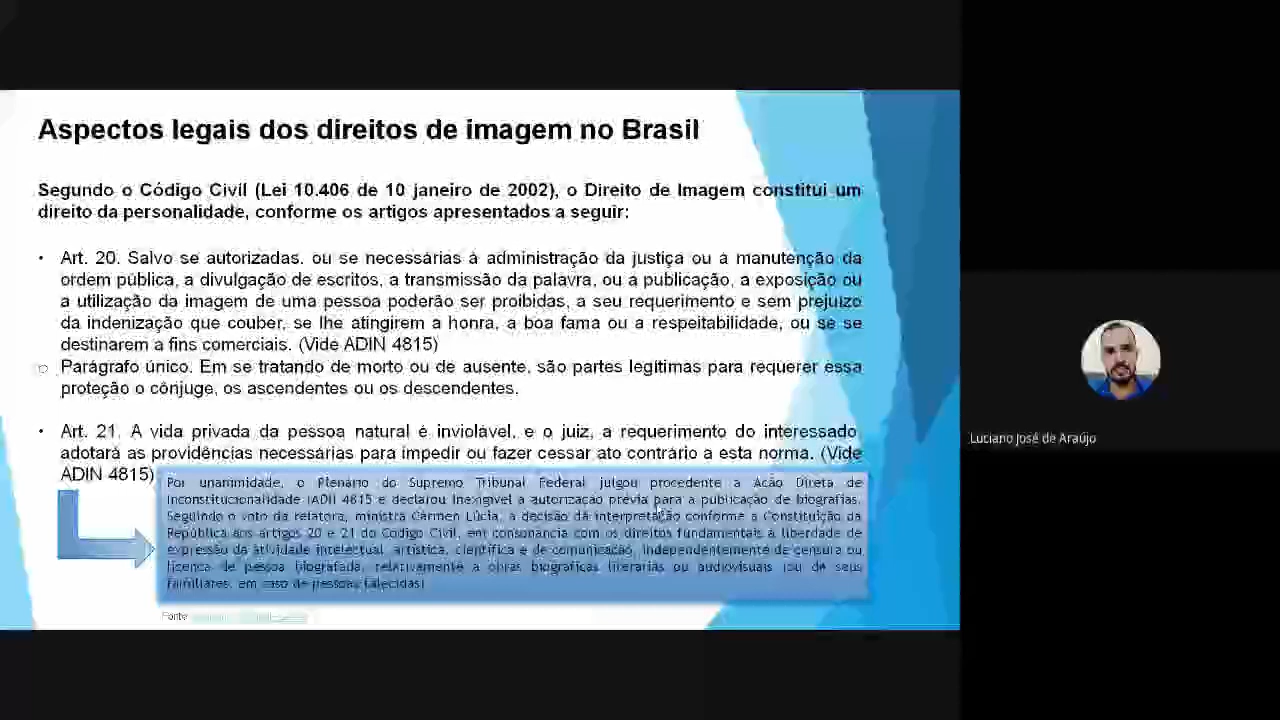 Aspectos legais dos direitos de imagem no Brasil
Segundo o Código Civil (Lei 10.406 de 10 janeiro de 2002), o Direito de Imagem constitui um
direito da personalidade, conforme os artigos apresentados a seguir:
• Art. 20. Salvo se autorizadas, ou se necessárias à administração da justiça ou à manutenção da
ordem pública, a divulgação de escritos, a transmissão da palavra, ou a publicação, a exposição ou
a utilização da imagem de uma pessoa poderão ser proibidas, a seu requerimento e sem prejuízo
da indenização que couber, se lhe atingirem a honra, a boa fama ou a respeitabilidade, ou se se
destinarem a fins comerciais. (Vide ADIN 4815)
○ Parágrafo único. Em se tratando de morto ou de ausente, são partes legítimas para requerer essa
proteção o cônjuge, os ascendentes ou os descendentes.
• Art. 21. A vida privada da pessoa natural é inviolável, e o juiz, a requerimento do interessado,
adotará as providências necessárias para impedir ou fazer cessar ato contrário a esta norma. (Vide
ADIN 4815)
Por unanimidade, o Plenário do Supremo Tribunal Federal julgou procedente a Ação Direta de
Inconstitucionalidade (ADI) 4815 e declarou inexigível a autorização prévia para a publicação de biografias.
Seguindo o voto da relatora, ministra Cármen Lúcia, a decisão dá interpretação conforme a Constituição da
República aos artigos 20 e 21 do Código Civil, em consonância com os direitos fundamentais à liberdade de
expressão da atividade intelectual, artística, científica e de comunicação, independentemente de censura ou
licença de pessoa biografada, relativamente a obras biográficas literárias ou audiovisuais (ou de seus
familiares, em caso de pessoas falecidas)
Fonte
Luciano José de Araújo